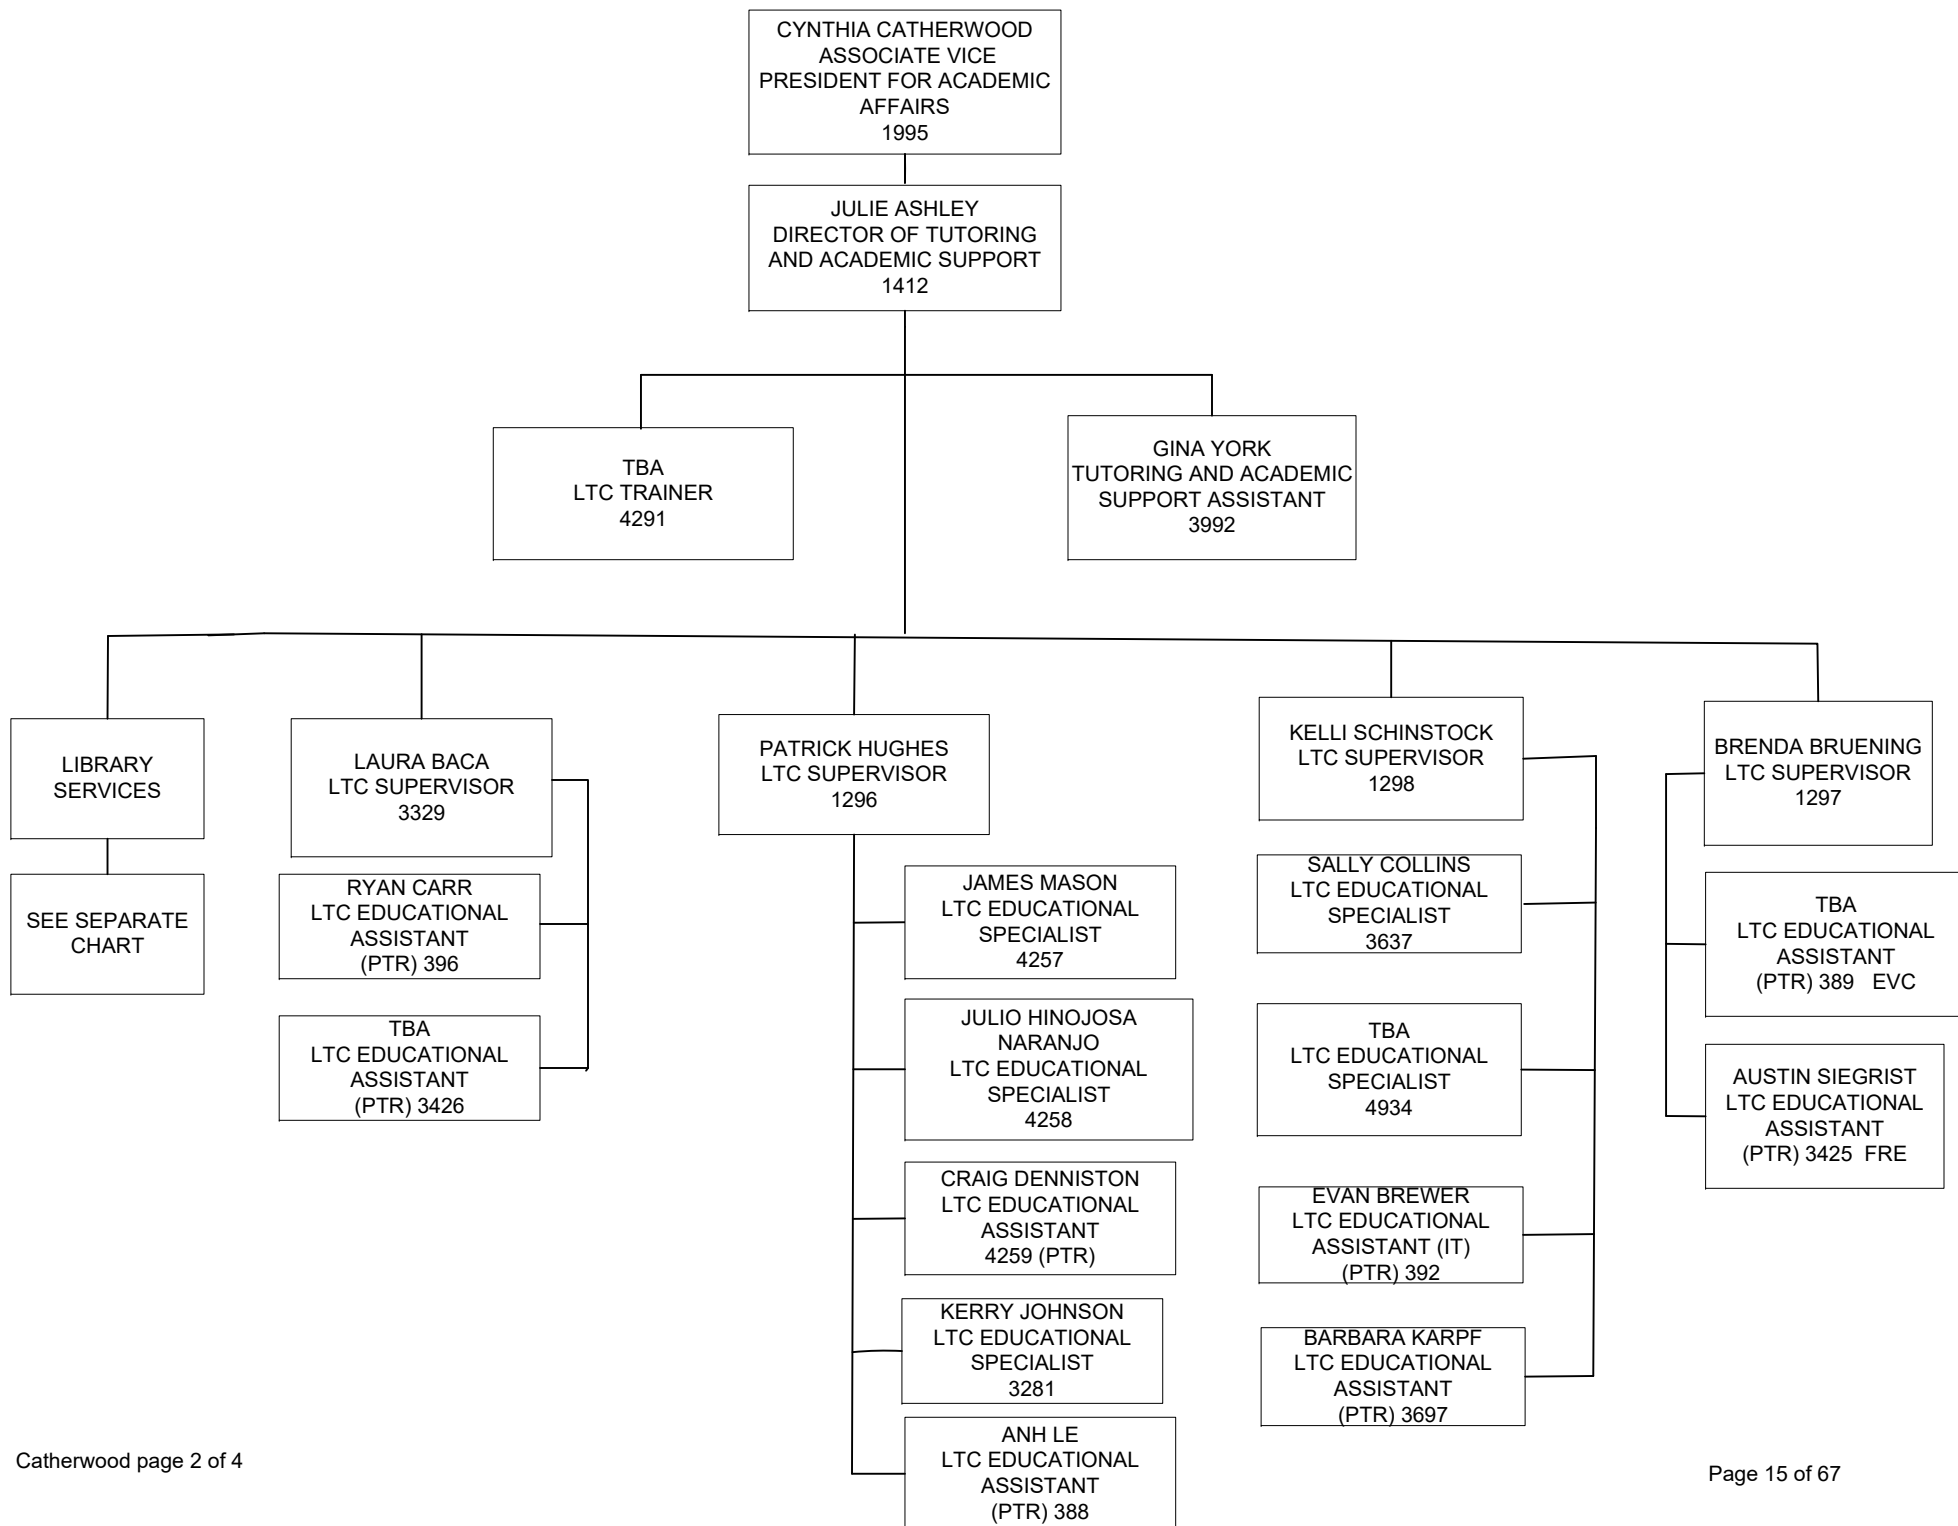 CYNTHIA CATHERWOOD
ASSOCIATE VICE
PRESIDENT FOR ACADEMIC
AFFAIRS
1995
JULIE ASHLEY
DIRECTOR OF TUTORING
AND ACADEMIC SUPPORT
1412
TBA
LTC TRAINER
4291
GINA YORK
TUTORING AND ACADEMIC
SUPPORT ASSISTANT
3992
LIBRARY
SERVICES
SEE SEPARATE
CHART
LAURA BACA
LTC SUPERVISOR
3329
RYAN CARR
LTC EDUCATIONAL
ASSISTANT
(PTR) 396
TBA
LTC EDUCATIONAL
ASSISTANT
(PTR) 3426
PATRICK HUGHES
LTC SUPERVISOR
1296
JAMES MASON
LTC EDUCATIONAL
SPECIALIST
4257
JULIO HINOJOSA
NARANJO
LTC EDUCATIONAL
SPECIALIST
4258
CRAIG DENNISTON
LTC EDUCATIONAL
ASSISTANT
4259 (PTR)
KERRY JOHNSON
LTC EDUCATIONAL
SPECIALIST
3281
ANH LE
LTC EDUCATIONAL
ASSISTANT
(PTR) 388
KELLI SCHINSTOCK
LTC SUPERVISOR
1298
SALLY COLLINS
LTC EDUCATIONAL
SPECIALIST
3637
TBA
LTC EDUCATIONAL
SPECIALIST
4934
EVAN BREWER
LTC EDUCATIONAL
ASSISTANT (IT)
(PTR) 392
BARBARA KARPF
LTC EDUCATIONAL
ASSISTANT
(PTR) 3697
BRENDA BRUENING
LTC SUPERVISOR
1297
TBA
LTC EDUCATIONAL
ASSISTANT
(PTR) 389 EVC
AUSTIN SIEGRIST
LTC EDUCATIONAL
ASSISTANT
(PTR) 3425 FRE
Catherwood page 2 of 4
Page 15 of 67